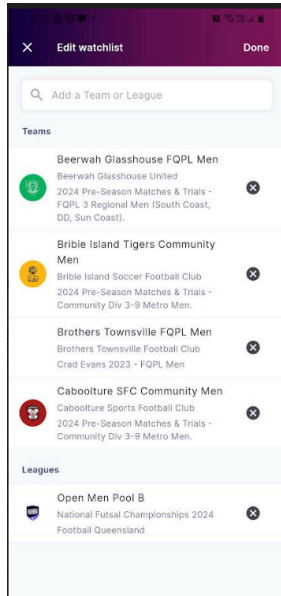 Edit watchlist
Done
Add a Team or League
Teams
Beerwah Glasshouse FQPL Men
Beerwah Glasshouse United
2024 Pre-Season Matches & Trials -
FQPL 3 Regional Men (South Coast,
DD, Sun Coast).
Bribie Island Tigers Community
Men
Bribie Island Soccer Football Club
2024 Pre-Season Matches & Trials -
Community Div 3-9 Metro Men.
Brothers Townsville FQPL Men
Brothers Townsville Football Club
Crad Evans 2023 - FQPL Men
Caboolture SFC Community Men
Caboolture Sports Football Club
2024 Pre-Season Matches & Trials -
Community Div 3-9 Metro Men.
Leagues
Open Men Pool B
National Futsal Championships 2024
Football Queensland